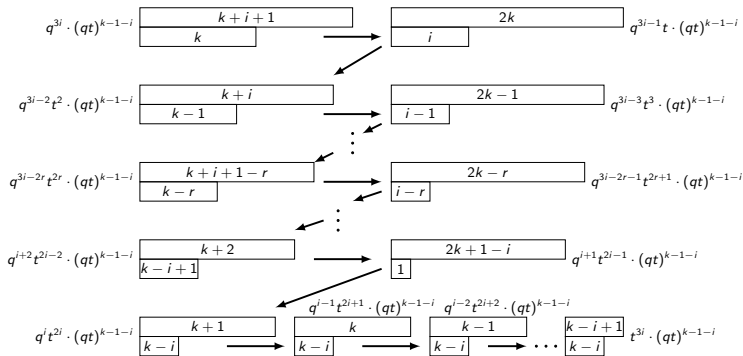 q^{3i} · (qt)^{k−1−i} k + i + 1 2k q^{3i−1}t · (qt)^{k−1−i}
k i
q^{3i−2}t^2 · (qt)^{k−1−i} k + i 2k − 1 q^{3i−3}t^3 · (qt)^{k−1−i}
k − 1 i − 1
⋮
q^{3i−2r}t^{2r} · (qt)^{k−1−i} k + i + 1 − r 2k − r q^{3i−2r−1}t^{2r+1} · (qt)^{k−1−i}
k − r i − r
⋮
q^{i+2}t^{2i−2} · (qt)^{k−1−i} k + 2 2k + 1 − i q^{i+1}t^{2i−1} · (qt)^{k−1−i}
k − i + 1 1
q^{i−1}t^{2i+1} · (qt)^{k−1−i} q^{i−2}t^{2i+2} · (qt)^{k−1−i}
q^i t^{2i} · (qt)^{k−1−i} k + 1 k k − 1 ⋯ k − i + 1 t^{3i} · (qt)^{k−1−i}
k − i k − i k − i k − i